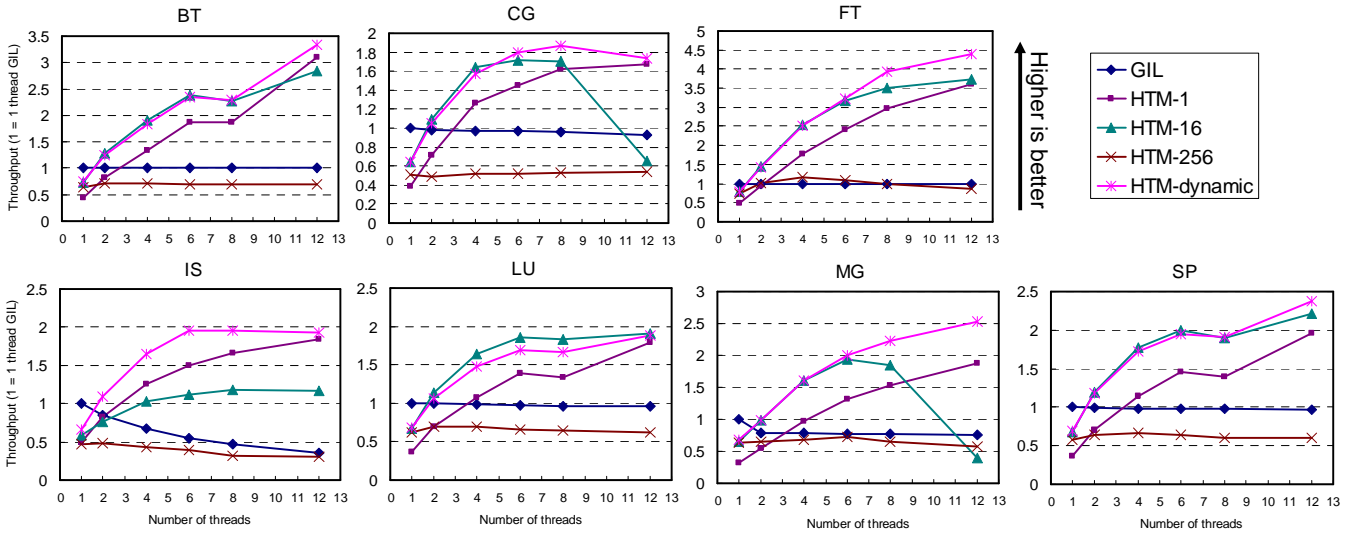 BT
CG
FT
Throughput (1 = 1 thread GIL)
3.5
3
2.5
2
1.5
1
0.5
0
0 1 2 3 4 5 6 7 8 9 10 11 12 13
2
1.8
1.6
1.4
1.2
1
0.8
0.6
0.4
0.2
0
0 1 2 3 4 5 6 7 8 9 10 11 12 13
5
4.5
4
3.5
3
2.5
2
1.5
1
0.5
0
0 1 2 3 4 5 6 7 8 9 10 11 12 13
Higher is better
GIL
HTM-1
HTM-16
HTM-256
HTM-dynamic
IS
LU
MG
SP
Throughput (1 = 1 thread GIL)
2.5
2
1.5
1
0.5
0
0 1 2 3 4 5 6 7 8 9 10 11 12 13
Number of threads
2.5
2
1.5
1
0.5
0
0 1 2 3 4 5 6 7 8 9 10 11 12 13
Number of threads
3
2.5
2
1.5
1
0.5
0
0 1 2 3 4 5 6 7 8 9 10 11 12 13
Number of threads
2.5
2
1.5
1
0.5
0
0 1 2 3 4 5 6 7 8 9 10 11 12 13
Number of threads